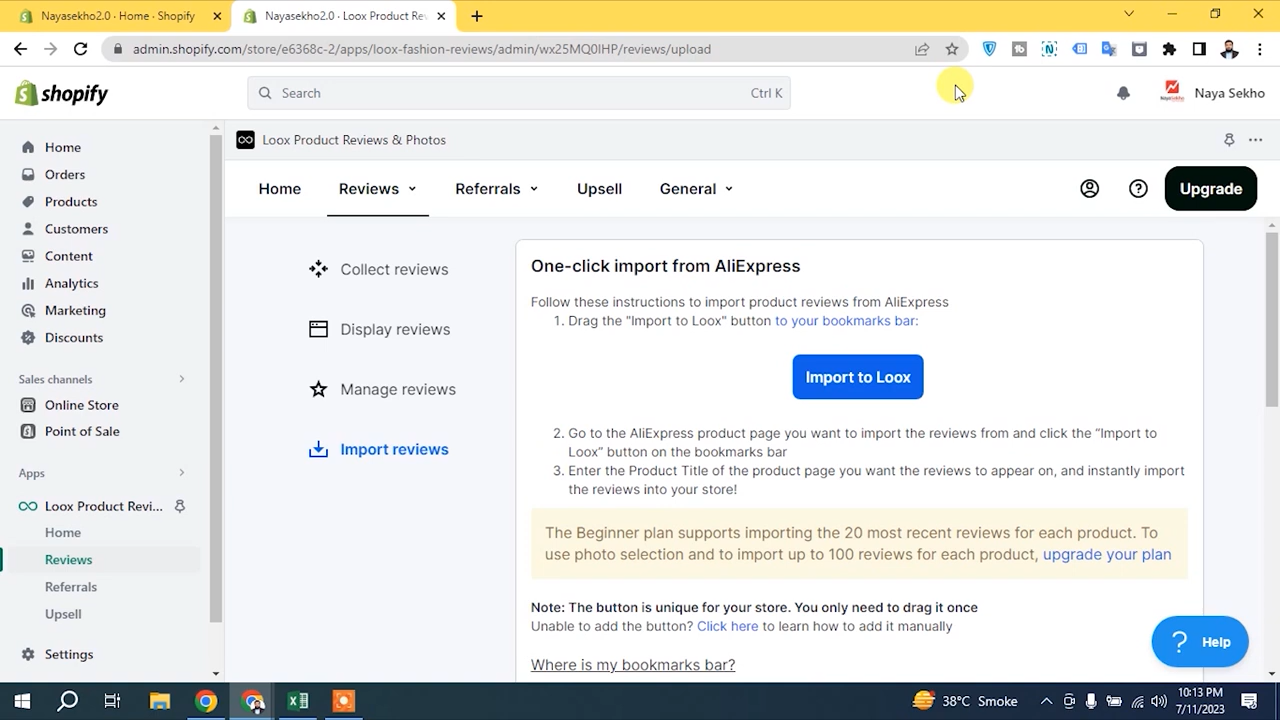 Nayasekho2.0 - Home - Shopify
Nayasekho2.0 - Loox Product Rev
admin.shopify.com/store/e6368c-2/apps/loox-fashion-reviews/admin/wx25MQ0IHP/reviews/upload
shopify
Search
Ctrl K
Naya Sekho
Home
Orders
Products
Customers
Content
Analytics
Marketing
Discounts
Sales channels
Online Store
Point of Sale
Apps
Loox Product Revi...
Home
Reviews
Referrals
Upsell
Settings
Loox Product Reviews & Photos
Home
Reviews
Referrals
Upsell
General
Upgrade
Collect reviews
Display reviews
Manage reviews
Import reviews
One-click import from AliExpress
Follow these instructions to import product reviews from AliExpress
1. Drag the "Import to Loox" button to your bookmarks bar:
Import to Loox
2. Go to the AliExpress product page you want to import the reviews from and click the “Import to
Loox” button on the bookmarks bar
3. Enter the Product Title of the product page you want the reviews to appear on, and instantly import
the reviews into your store!
The Beginner plan supports importing the 20 most recent reviews for each product. To
use photo selection and to import up to 100 reviews for each product, upgrade your plan
Note: The button is unique for your store. You only need to drag it once
Unable to add the button? Click here to learn how to add it manually
Where is my bookmarks bar?
Help
38°C Smoke
10:13 PM
7/11/2023